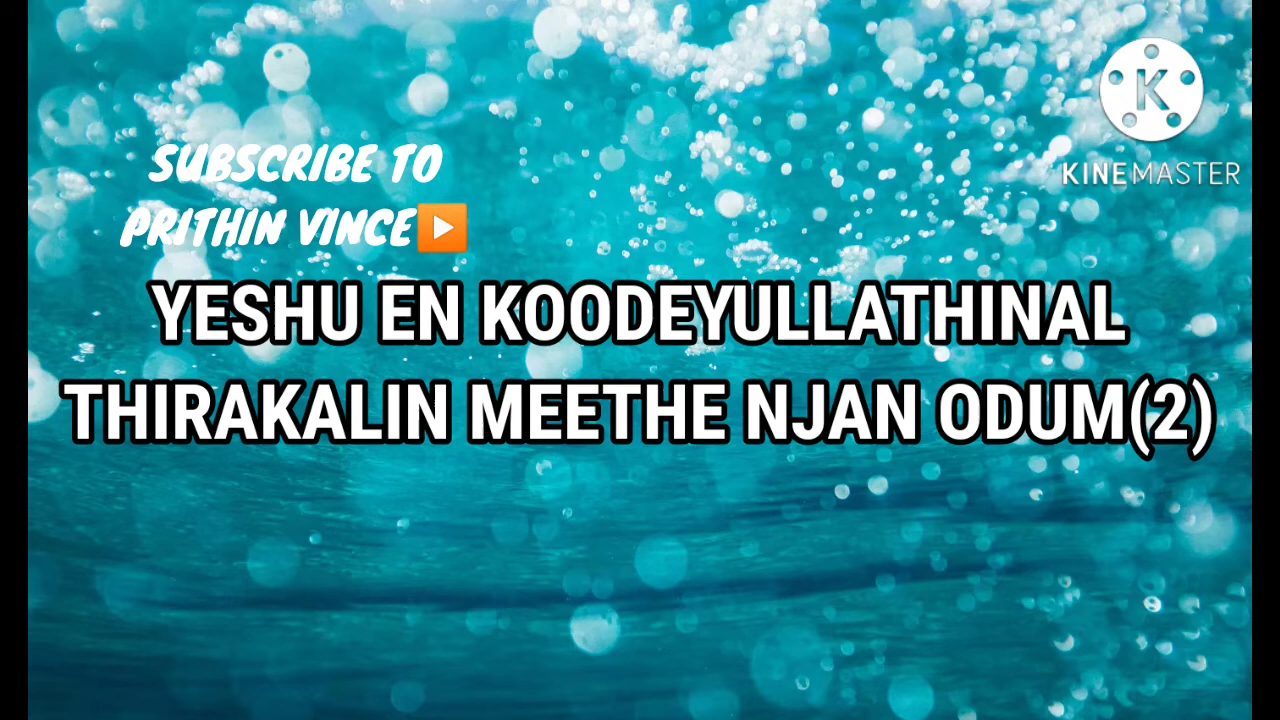 SUBSCRIBE TO
PRITHIN VINCE▶️
K
KINEMASTER
YESHU EN KOODEYULLATHINAL
THIRAKALIN MEETHE NJAN ODUM(2)